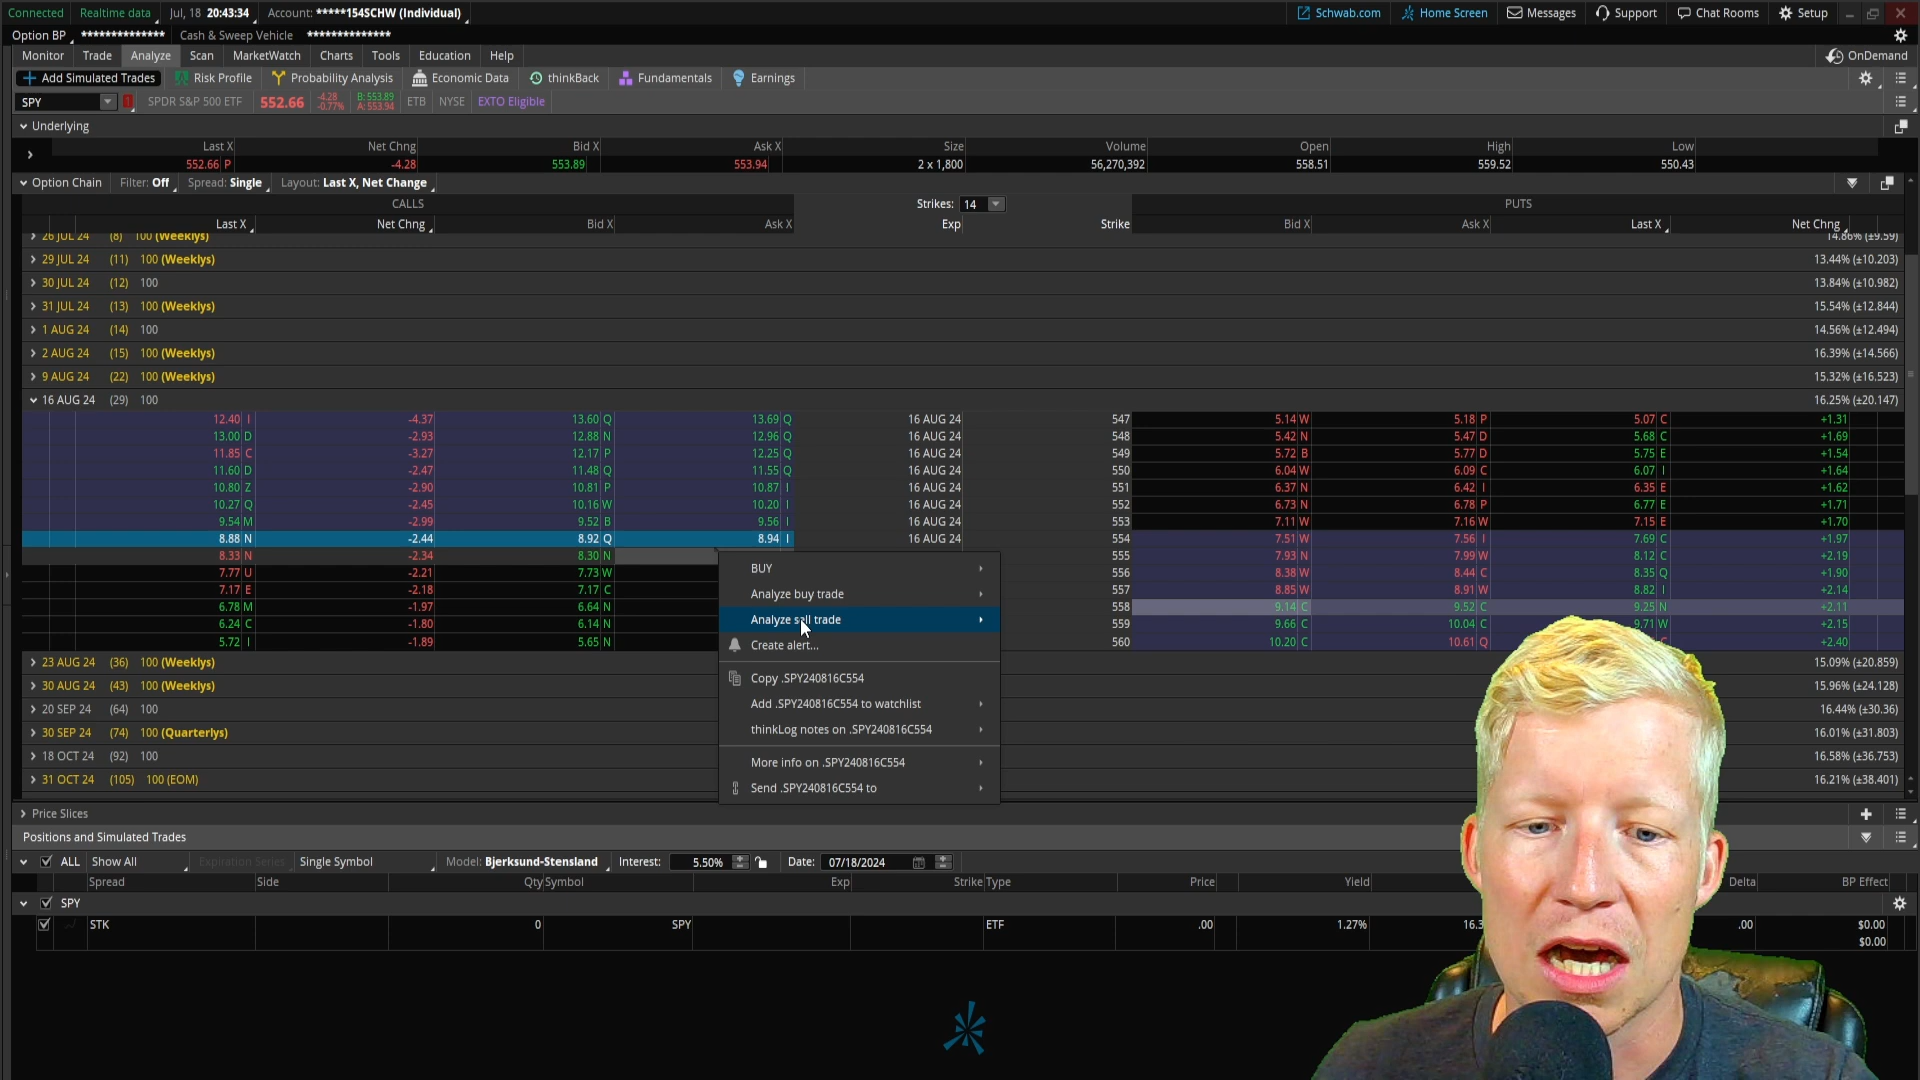 Connected Realtime data Jul, 18 20:43:34 Account: *****154SCHW (Individual) Schwab.com Home Screen Messages Support Chat Rooms Setup
Option BP ************** Cash & Sweep Vehicle **************
Monitor Trade Analyze Scan MarketWatch Charts Tools Education Help OnDemand
Add Simulated Trades Risk Profile Probability Analysis Economic Data thinkBack Fundamentals Earnings
SPY SPDR S&P 500 ETF 552.66 -4.28 -0.77% B: 553.89 A: 553.94 ETB NYSE EXTO Eligible
Underlying
Last X Net Chng Bid X Ask X Size Volume Open High Low
552.66 P -4.28 553.89 553.94 2 x 1,800 56,270,392 558.51 559.52 550.43
Option Chain Filter: Off Spread: Single Layout: Last X, Net Change
CALLS Strikes: 14 PUTS
Last X Net Chng Bid X Ask X Exp Strike Bid X Ask X Last X Net Chng
26 JUL 24 (8) 100 (Weeklys) 14.86% (±9.59)
29 JUL 24 (11) 100 (Weeklys) 13.44% (±10.203)
30 JUL 24 (12) 100 13.84% (±10.982)
31 JUL 24 (13) 100 (Weeklys) 15.54% (±12.844)
1 AUG 24 (14) 100 14.56% (±12.494)
2 AUG 24 (15) 100 (Weeklys) 16.39% (±14.566)
9 AUG 24 (22) 100 (Weeklys) 15.32% (±16.523)
16 AUG 24 (29) 100 16.25% (±20.147)
12.40 I -4.37 13.60 Q 13.69 Q 16 AUG 24 547 5.14 W 5.18 P 5.07 C +1.31
13.00 D -2.93 12.88 N 12.96 Q 16 AUG 24 548 5.42 N 5.47 D 5.68 C +1.69
11.85 C -3.27 12.17 P 12.25 Q 16 AUG 24 549 5.72 B 5.77 D 5.75 E +1.54
11.60 D -2.47 11.48 Q 11.55 Q 16 AUG 24 550 6.04 W 6.09 C 6.07 I +1.64
10.80 Z -2.90 10.81 P 10.87 I 16 AUG 24 551 6.37 N 6.42 I 6.35 E +1.62
10.27 Q -2.45 10.16 W 10.20 I 16 AUG 24 552 6.73 N 6.78 P 6.77 E +1.71
9.54 M -2.99 9.52 B 9.56 I 16 AUG 24 553 7.11 W 7.16 W 7.15 E +1.70
8.88 N -2.44 8.92 Q 8.94 I 16 AUG 24 554 7.51 W 7.56 I 7.69 C +1.97
8.33 N -2.34 8.30 N 555 7.93 N 7.99 W 8.12 C +2.19
7.77 U -2.21 7.73 W 556 8.38 W 8.44 C 8.35 Q +1.90
7.17 E -2.18 7.17 C 557 8.85 W 8.91 W 8.82 I +2.14
6.78 M -1.97 6.64 N 558 9.14 C 9.52 C 9.25 N +2.11
6.24 C -1.80 6.14 N 559 9.66 C 10.04 C 9.71 W +2.15
5.72 I -1.89 5.65 N 560 10.20 C 10.61 Q C +2.40
BUY
Analyze buy trade
Analyze sell trade
Create alert...
Copy .SPY240816C554
Add .SPY240816C554 to watchlist
thinkLog notes on .SPY240816C554
More info on .SPY240816C554
Send .SPY240816C554 to
23 AUG 24 (36) 100 (Weeklys) 15.09% (±20.859)
30 AUG 24 (43) 100 (Weeklys) 15.96% (±24.128)
20 SEP 24 (64) 100 16.44% (±30.36)
30 SEP 24 (74) 100 (Quarterlys) 16.01% (±31.803)
18 OCT 24 (92) 100 16.58% (±36.753)
31 OCT 24 (105) 100 (EOM) 16.21% (±38.401)
Price Slices
Positions and Simulated Trades
ALL Show All Expiration Series Single Symbol Model: Bjerksund-Stensland Interest: 5.50% Date: 07/18/2024
Spread Side Qty Symbol Exp Strike Type Price Yield Delta BP Effect
SPY
STK 0 SPY ETF .00 1.27% 16.3 .00 $0.00
$0.00